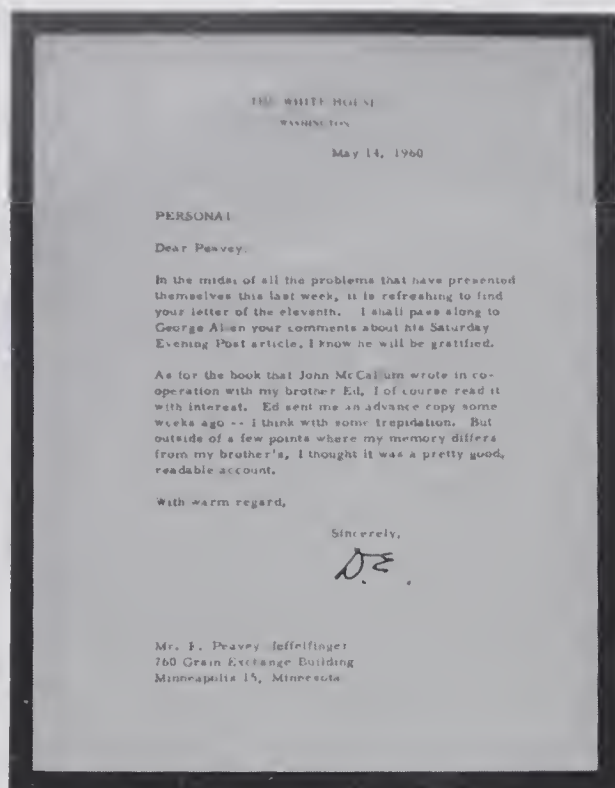 THE WHITE HOUSE
WASHINGTON
May 14, 1960
PERSONAL
Dear Peavey:
In the midst of all the problems that have presented
themselves this last week, it is refreshing to find
your letter of the eleventh. I shall pass along to
George Allen your comments about his Saturday
Evening Post article, I know he will be gratified.
As for the book that John McCallum wrote in co-
operation with my brother Ed, I of course read it
with interest. Ed sent me an advance copy some
weeks ago -- I think with some trepidation. But
outside of a few points where my memory differs
from my brother's, I thought it was a pretty good,
readable account.
With warm regard,
Sincerely,
D.E.
Mr. F. Peavey Heffelfinger
760 Grain Exchange Building
Minneapolis 15, Minnesota